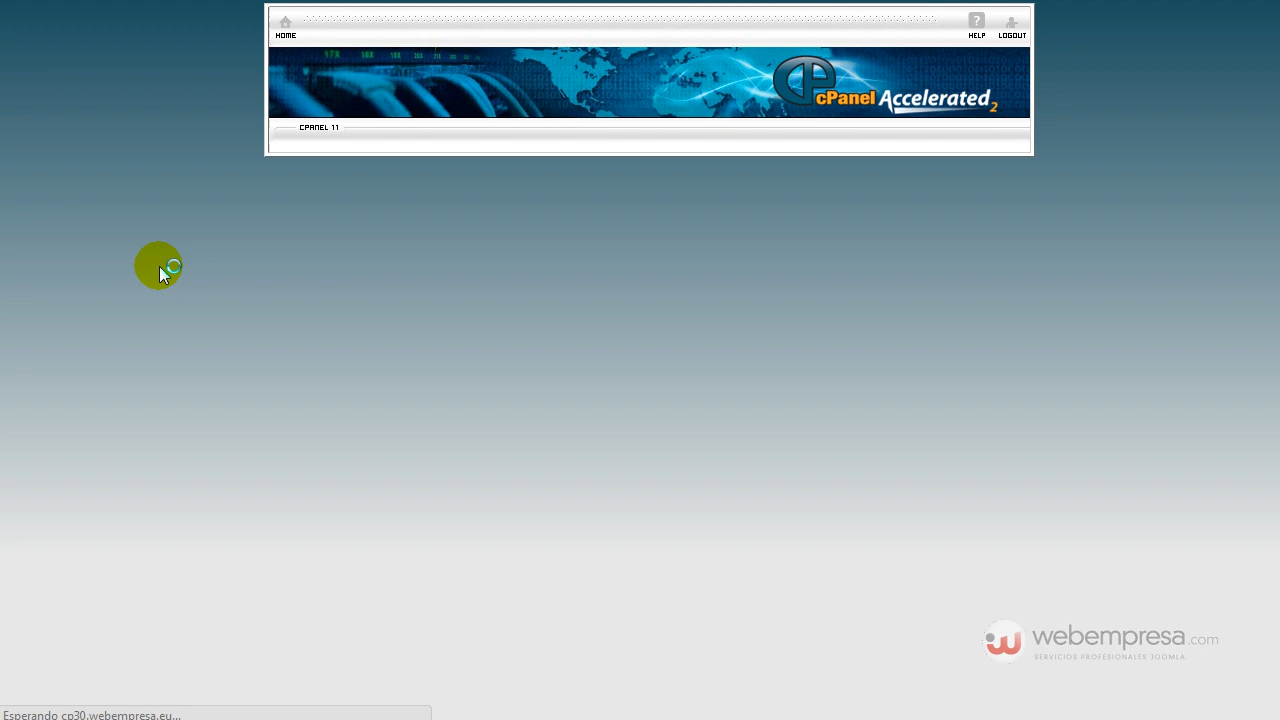 HOME
HELP
LOGOUT
cPanel Accelerated 2
CPANEL 11
webempresa.com
SERVICIOS PROFESIONALES JOOMLA
Esperando cp30.webempresa.eu...